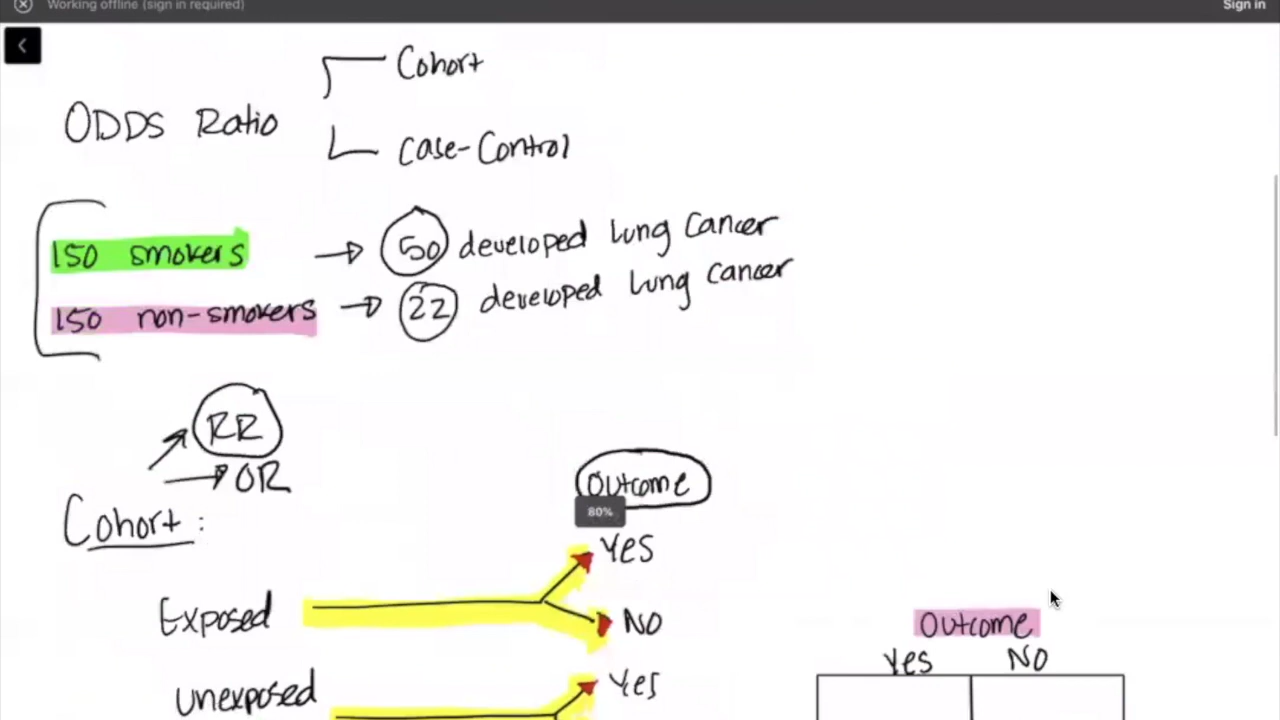 Working offline (sign in required)
Sign in
Cohort
ODDS Ratio
Case-Control
150 smokers → 50 developed lung cancer
150 non-smokers → 22 developed lung cancer
RR
OR
Cohort:
Outcome
80%
Yes
Exposed
NO
Outcome
Yes NO
Unexposed
Yes